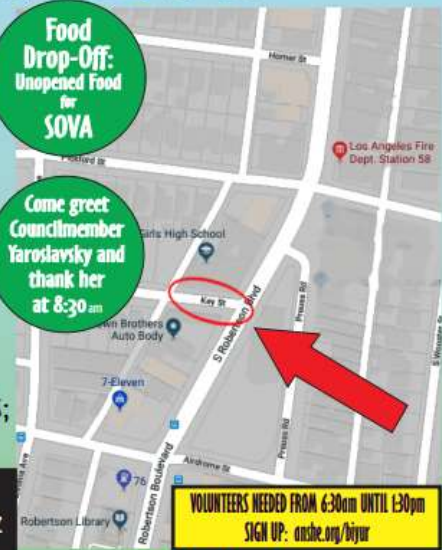 Food
Drop-Off:
Unopened Food
for
SOVA
Come greet
Councilmember
Yaroslavsky and
thank her
at 8:30 am
Horner St
Los Angeles Fire
Dept. Station 58
Pickford St
Girls High School
Key St
S Robertson Blvd
Preuss Rd
wn Brothers
Auto Body
7-Eleven
Preuss Rd
Airdrome St
76
Robertson Boulevard
Robertson Library
VOLUNTEERS NEEDED FROM 6:30am UNTIL 1:30pm
SIGN UP: anshe.org/biyur